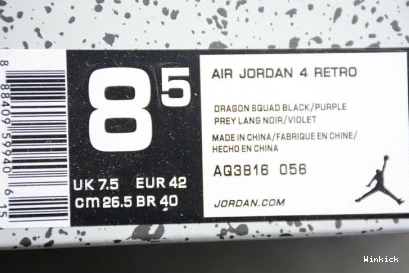 8 88409 59040 6 15
8 5
UK 7.5 EUR 42
CM 26.5 BR 40
AIR JORDAN 4 RETRO
DRAGON SQUAD BLACK/PURPLE
PREY LANG NOIR/VIOLET
MADE IN CHINA/FABRIQUE EN CHINE/
HECHO EN CHINA
AQ3816 056
JORDAN.COM
Winkick